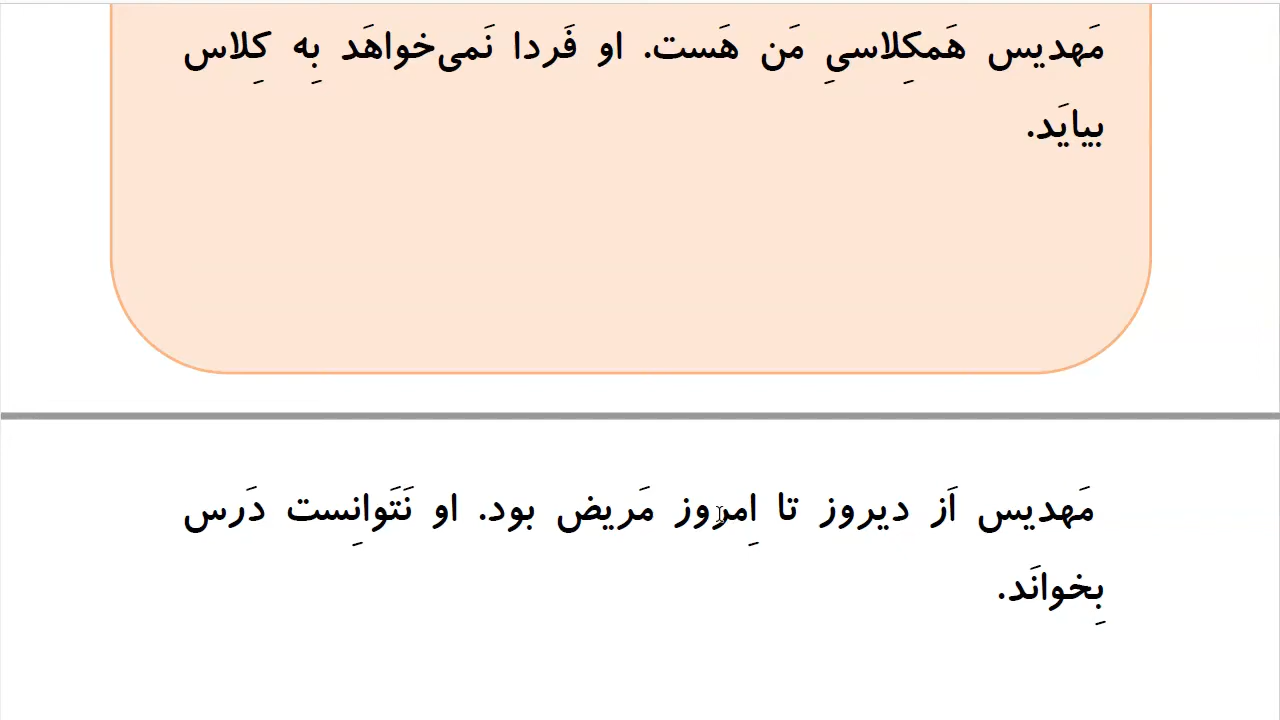 مَهدیس هَمکِلاسیِ مَن هَست. او فَردا نَمی‌خواهَد بِه کِلاس
بیایَد.
مَهدیس اَز دیروز تا اِمروز مَریض بود. او نَتَوانِست دَرس
بِخوانَد.